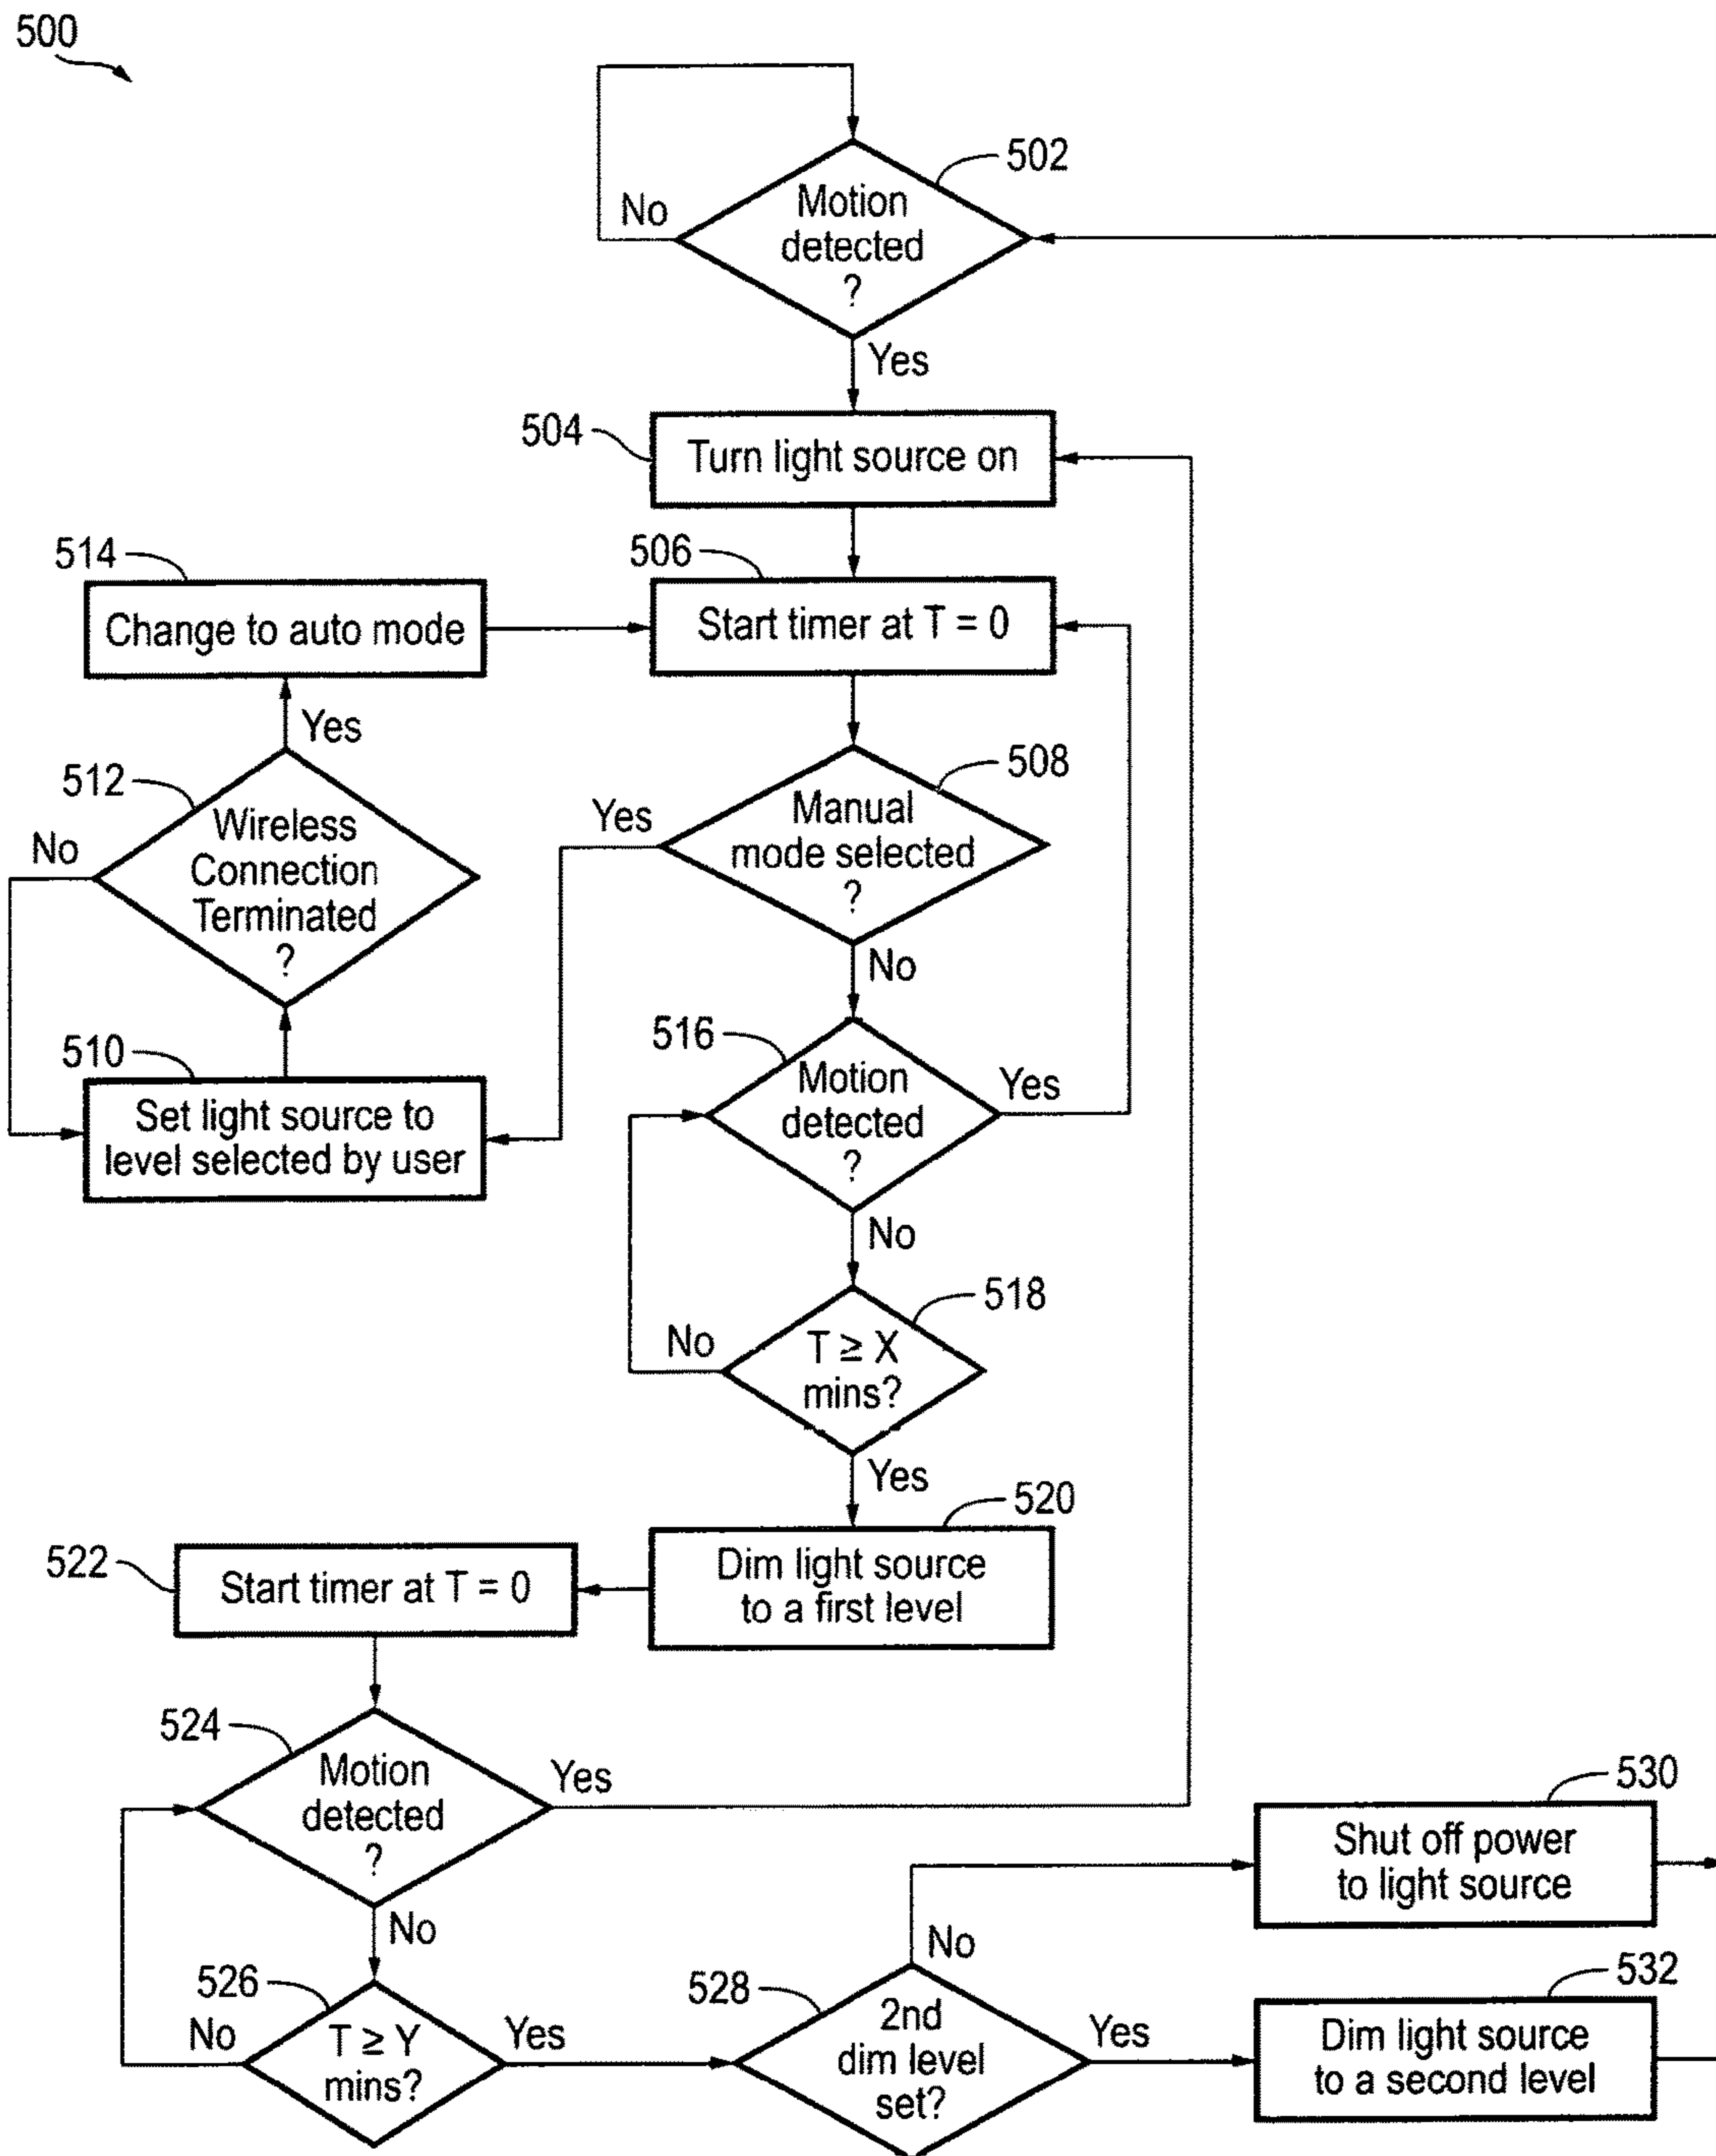 500
502
Motion
detected
?
No
Yes
504
Turn light source on
514
506
Change to auto mode
Start timer at T = 0
Yes
512
508
Wireless
Connection
Terminated
?
No
Manual
mode selected
?
Yes
No
510
Set light source to
level selected by user
516
Motion
detected
?
Yes
No
518
T ≥ X
mins?
No
Yes
520
Dim light source
to a first level
522
Start timer at T = 0
524
Motion
detected
?
Yes
No
526
T ≥ Y
mins?
No
Yes
528
2nd
dim level
set?
No
Yes
530
Shut off power
to light source
532
Dim light source
to a second level